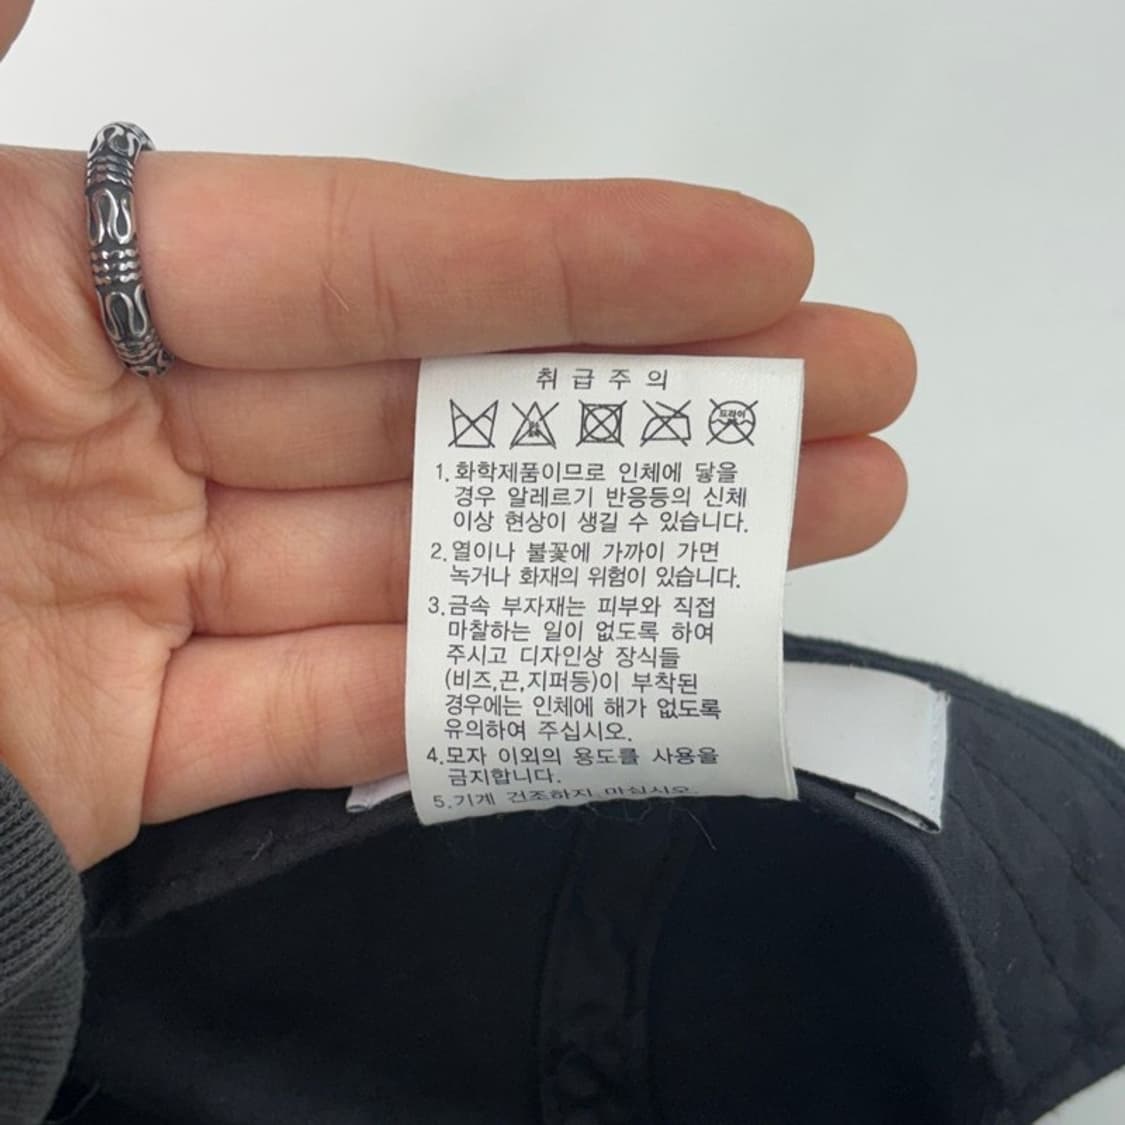 취급주의
드라이
1.화학제품이므로 인체에 닿을
경우 알레르기 반응등의 신체
이상 현상이 생길 수 있습니다.
2.열이나 불꽃에 가까이 가면
녹거나 화재의 위험이 있습니다.
3.금속 부자재는 피부와 직접
마찰하는 일이 없도록 하여
주시고 디자인상 장식들
(비즈,끈,지퍼등)이 부착된
경우에는 인체에 해가 없도록
유의하여 주십시오.
4.모자 이외의 용도를 사용을
금지합니다.
5.기계 건조하지 마십시오.